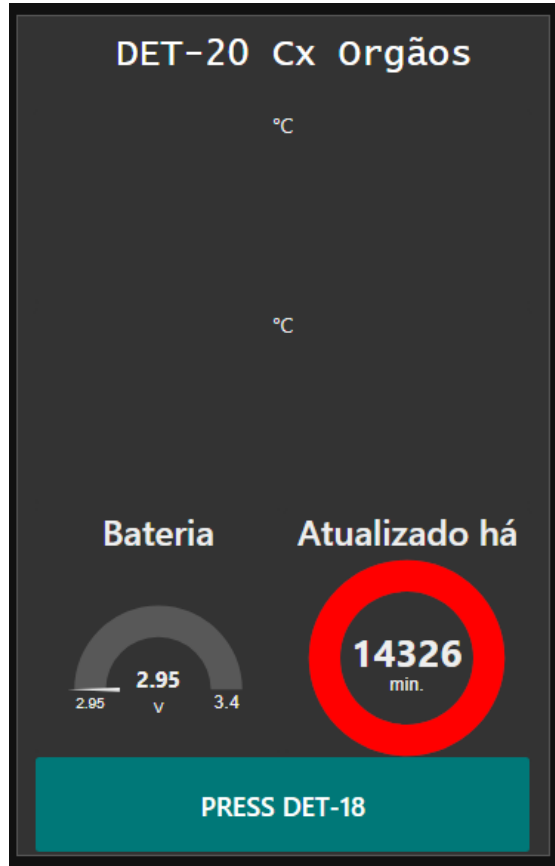 DET-20 Cx Orgãos
°C
°C
Bateria
Atualizado há
2.95
V
2.95
3.4
14326
min.
PRESS DET-18